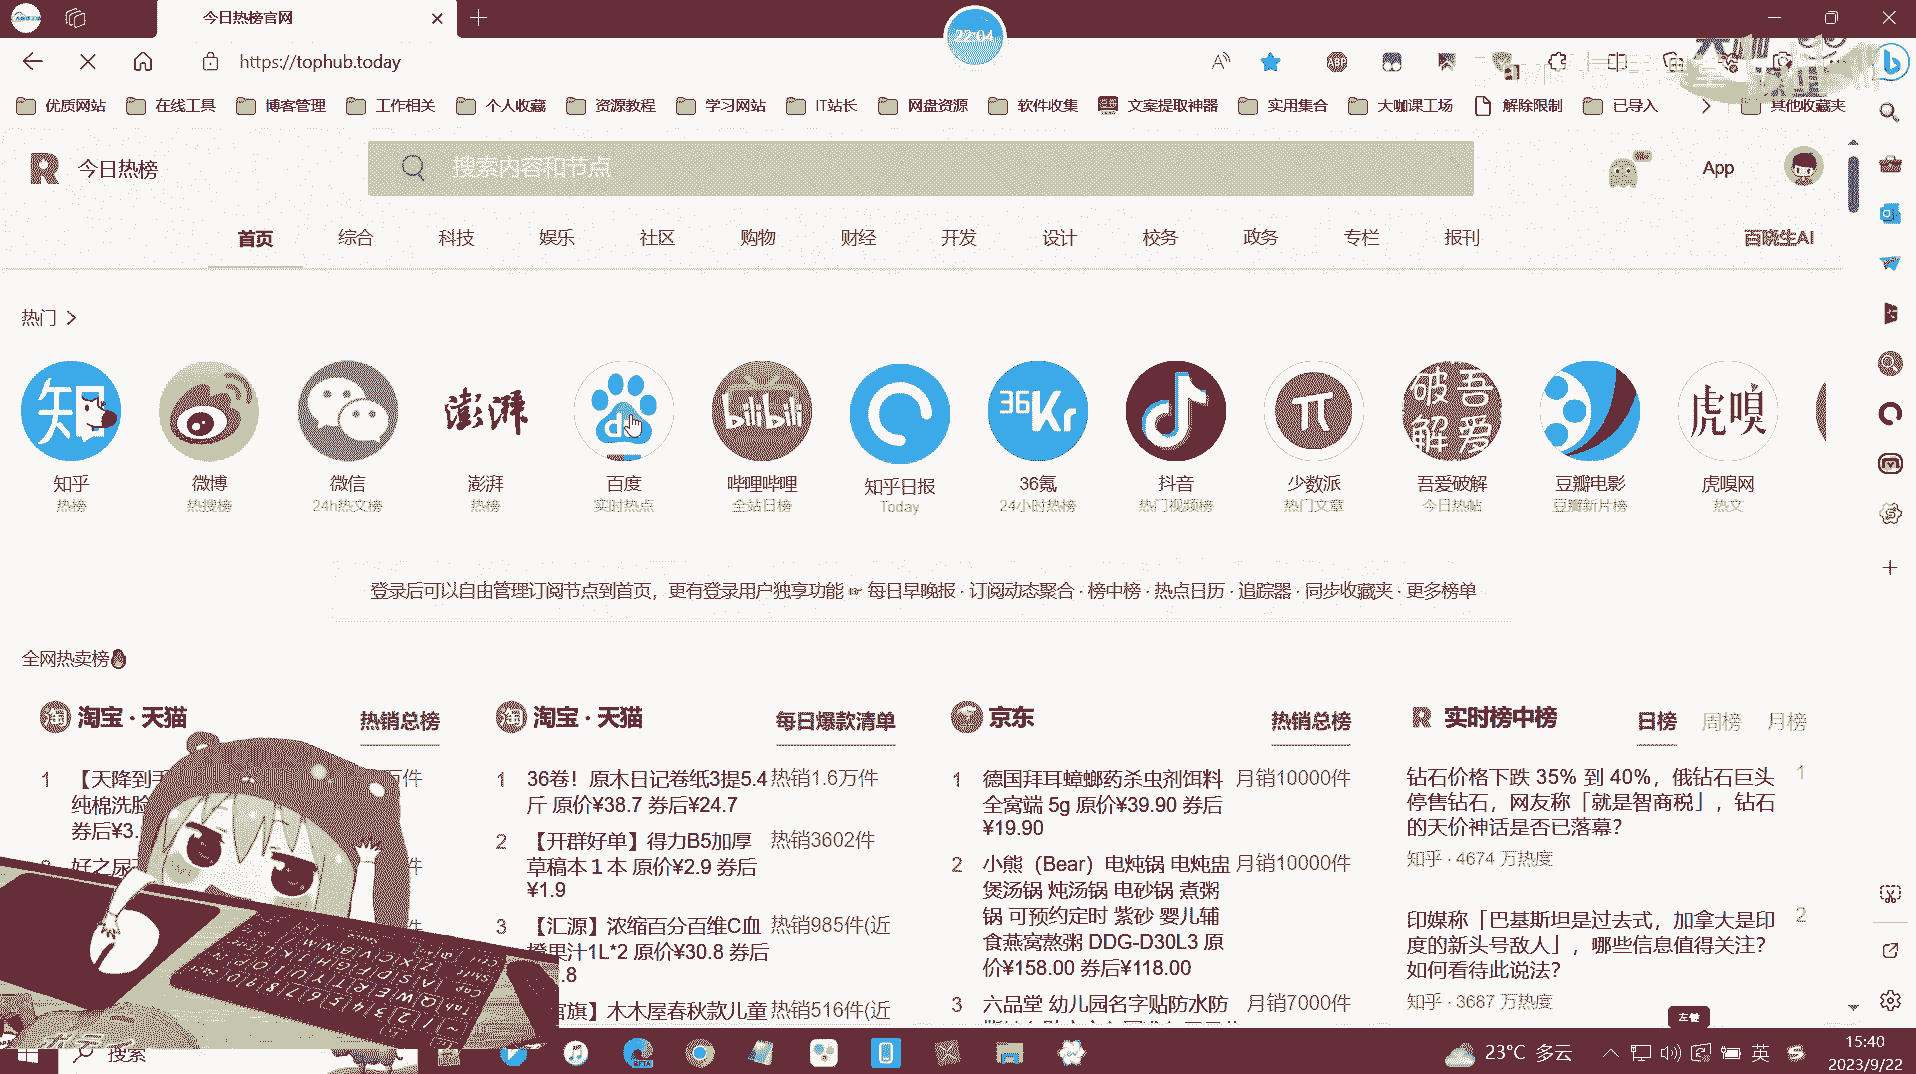 今日热榜官网
22:04
https://tophub.today
优质网站 在线工具 博客管理 工作相关 个人收藏 资源教程 学习网站 IT站长 网盘资源 软件收集 文案提取神器 实用集合 大咖课工场 解除限制 已导入 其他收藏夹
今日热榜
搜索内容和节点
App
首页 综合 科技 娱乐 社区 购物 财经 开发 设计 校务 政务 专栏 报刊 百晓生AI
热门
知乎 微博 微信 澎湃 百度 哔哩哔哩 知乎日报 36氪 抖音 少数派 吾爱破解 豆瓣电影 虎嗅网
热榜 热搜榜 24h热文榜 热榜 实时热点 全站日榜 Today 24小时热榜 热门视频榜 热门文章 今日热帖 豆瓣新片榜 热文
登录后可以自由管理订阅节点到首页，更有登录用户独享功能 ☞ 每日早晚报 · 订阅动态聚合 · 榜中榜 · 热点日历 · 追踪器 · 同步收藏夹 · 更多榜单
全网热卖榜
淘宝 · 天猫 热销总榜
1 【天降到手
纯棉洗脸
券后¥3.
好之尿
淘宝 · 天猫 每日爆款清单
1 36卷！原木日记卷纸3提5.4 热销1.6万件
斤 原价¥38.7 券后¥24.7
2 【开群好单】得力B5加厚 热销3602件
草稿本１本 原价¥2.9 券后
¥1.9
3 【汇源】浓缩百分百维C血 热销985件(近
橙果汁1L*2 原价¥30.8 券后
.8
官旗】木木屋春秋款儿童 热销516件(近
京东 热销总榜
1 德国拜耳蟑螂药杀虫剂饵料 月销10000件
全窝端 5g 原价¥39.90 券后
¥19.90
2 小熊（Bear）电炖锅 电炖盅 月销10000件
煲汤锅 炖汤锅 电砂锅 煮粥
锅 可预约定时 紫砂 婴儿辅
食燕窝熬粥 DDG-D30L3 原
价¥158.00 券后¥118.00
3 六品堂 幼儿园名字贴防水防 月销7000件
实时榜中榜 日榜 周榜 月榜
钻石价格下跌 35% 到 40%，俄钻石巨头 1
停售钻石，网友称「就是智商税」，钻石
的天价神话是否已落幕？
知乎 · 4674 万热度
印媒称「巴基斯坦是过去式，加拿大是印 2
度的新头号敌人」，哪些信息值得关注？
如何看待此说法？
知乎 · 3687 万热度
左键
搜索
23°C 多云
英
15:40
2023/9/22